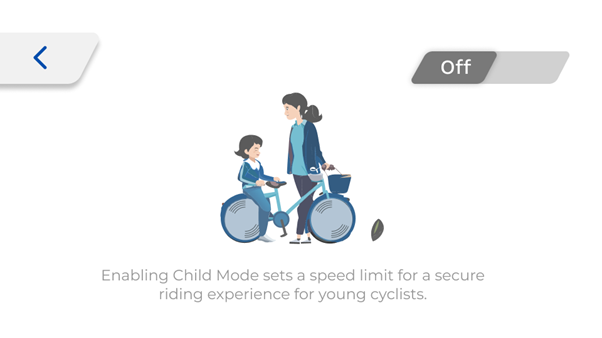 Off
Enabling Child Mode sets a speed limit for a secure
riding experience for young cyclists.